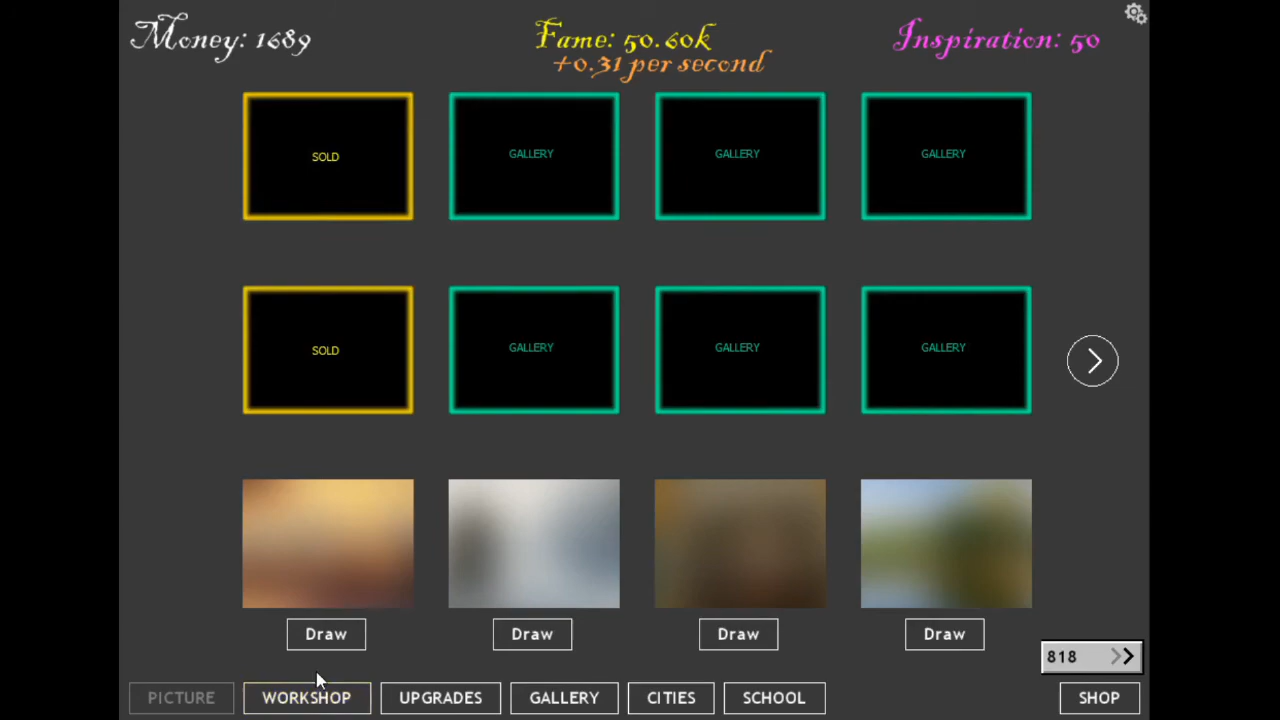 Money: 1689
Fame: 50.60k
Inspiration: 50
+0.31 per second
SOLD
GALLERY
GALLERY
GALLERY
SOLD
GALLERY
GALLERY
GALLERY
Draw
Draw
Draw
Draw
818
PICTURE
WORKSHOP
UPGRADES
GALLERY
CITIES
SCHOOL
SHOP